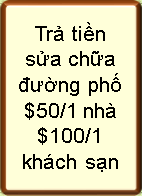 Trả tiền
sửa chữa
đường phố
$50/1 nhà
$100/1
khách sạn